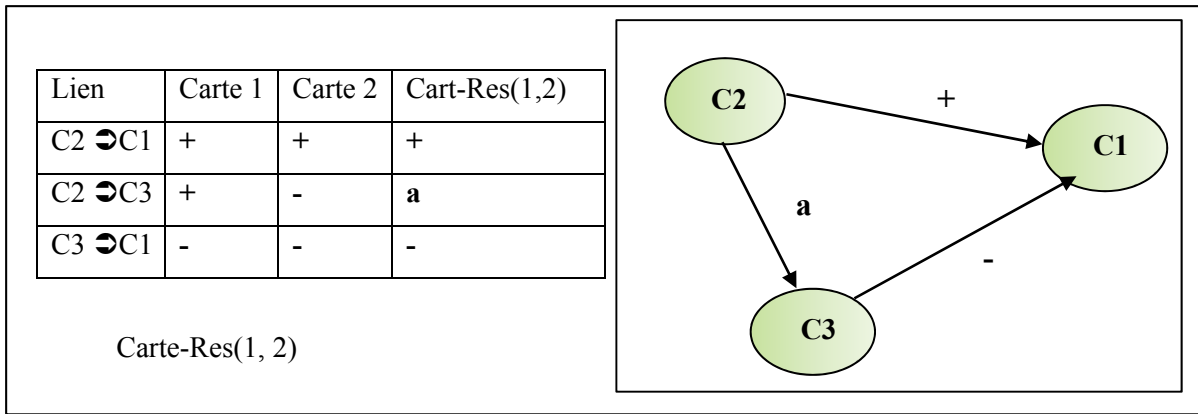 Lien Carte 1 Carte 2 Cart-Res(1,2)
C2 ➲C1 + + +
C2 ➲C3 + - a
C3 ➲C1 - - -
Carte-Res(1, 2)
C2
+
C1
a
-
C3